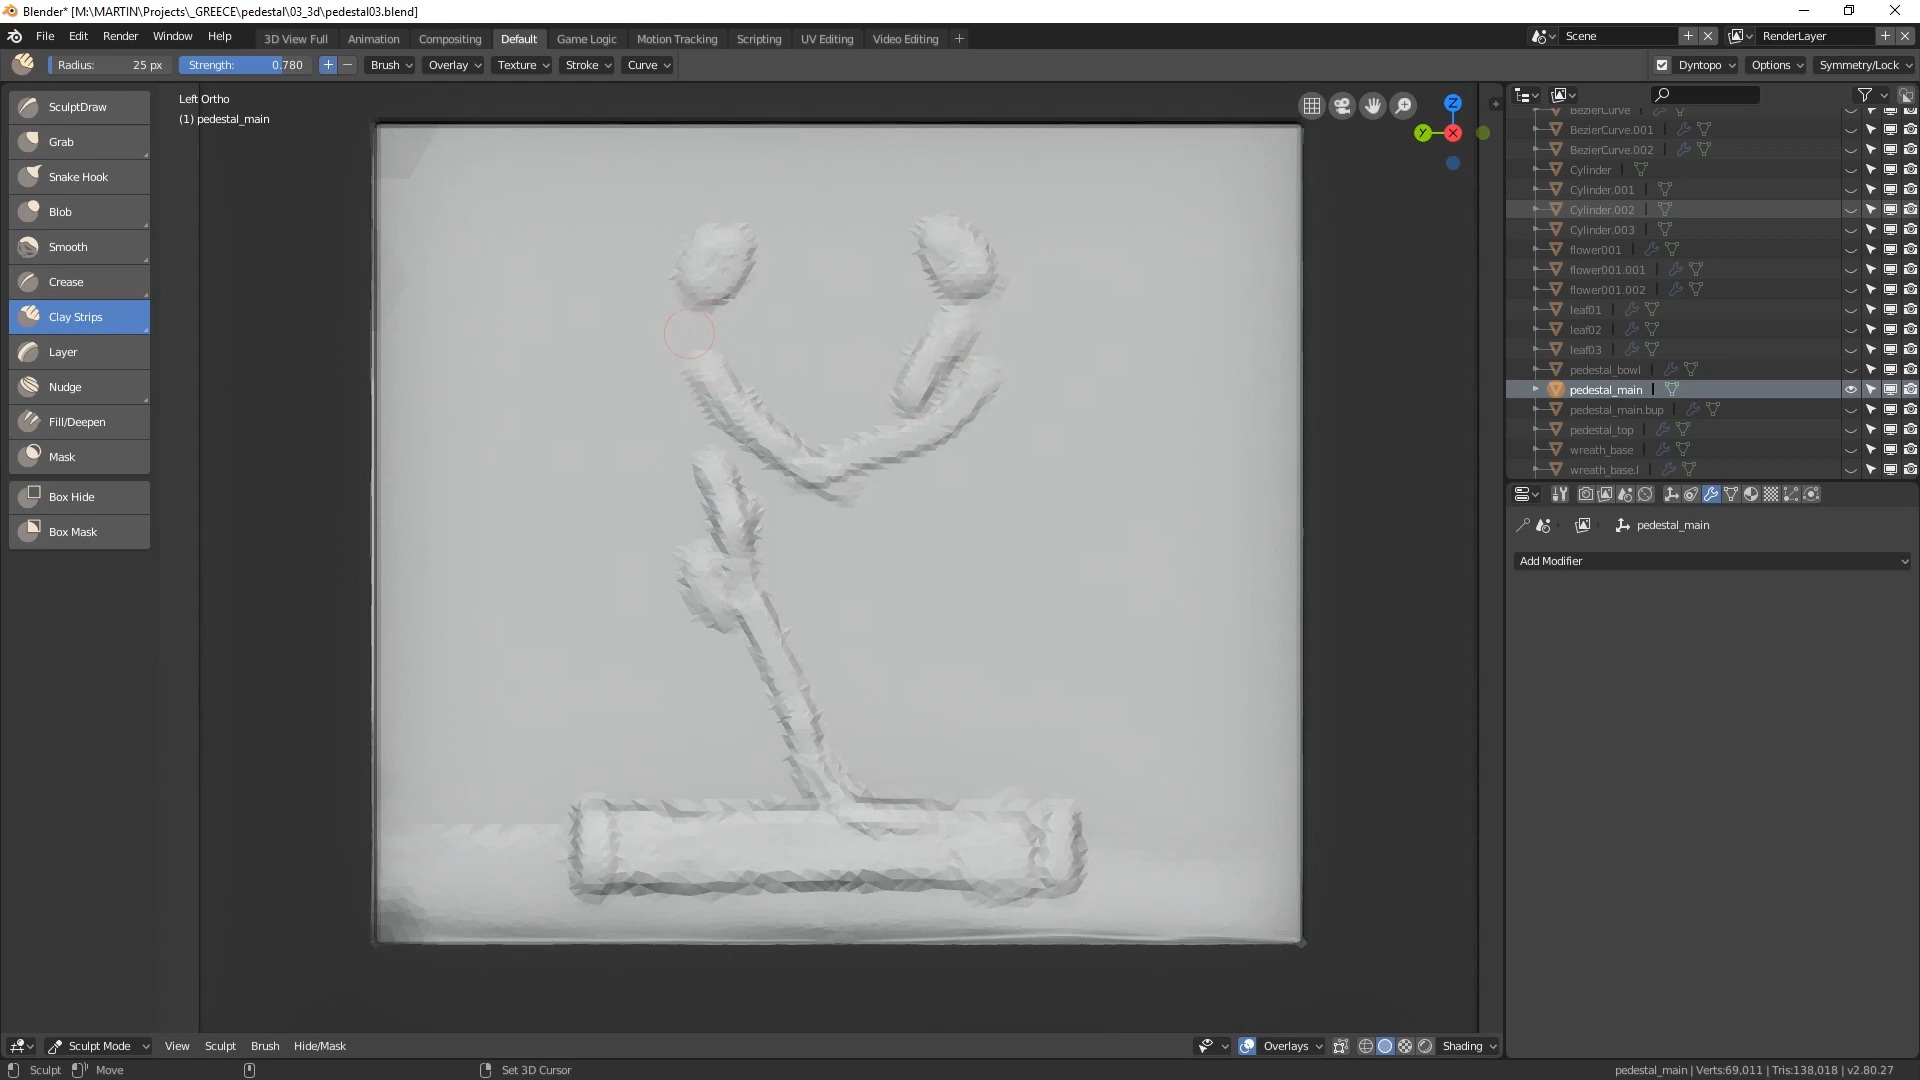 Blender* [M:\MARTIN\Projects\_GREECE\pedestal\03_3d\pedestal03.blend]
File Edit Render Window Help 3D View Full Animation Compositing Default Game Logic Motion Tracking Scripting UV Editing Video Editing Scene RenderLayer
Radius: 25 px Strength: 0.780 Brush Overlay Texture Stroke Curve Dyntopo Options Symmetry/Lock
Left Ortho
(1) pedestal_main
SculptDraw
Grab
Snake Hook
Blob
Smooth
Crease
Clay Strips
Layer
Nudge
Fill/Deepen
Mask
Box Hide
Box Mask
Z
Y
X
BezierCurve
BezierCurve.001
BezierCurve.002
Cylinder
Cylinder.001
Cylinder.002
Cylinder.003
flower001
flower001.001
flower001.002
leaf01
leaf02
leaf03
pedestal_bowl
pedestal_main
pedestal_main.bup
pedestal_top
wreath_base
wreath_base.l
pedestal_main
Add Modifier
Sculpt Mode View Sculpt Brush Hide/Mask Overlays Shading
Sculpt Move Set 3D Cursor pedestal_main | Verts:69,011 | Tris:138,018 | v2.80.27